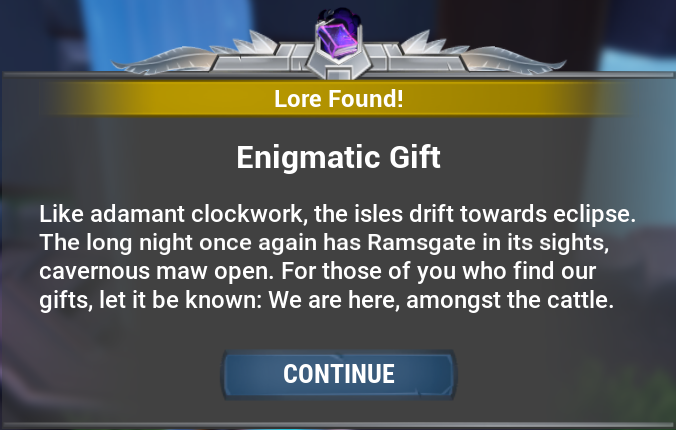 Lore Found!
Enigmatic Gift
Like adamant clockwork, the isles drift towards eclipse.
The long night once again has Ramsgate in its sights,
cavernous maw open. For those of you who find our
gifts, let it be known: We are here, amongst the cattle.
CONTINUE